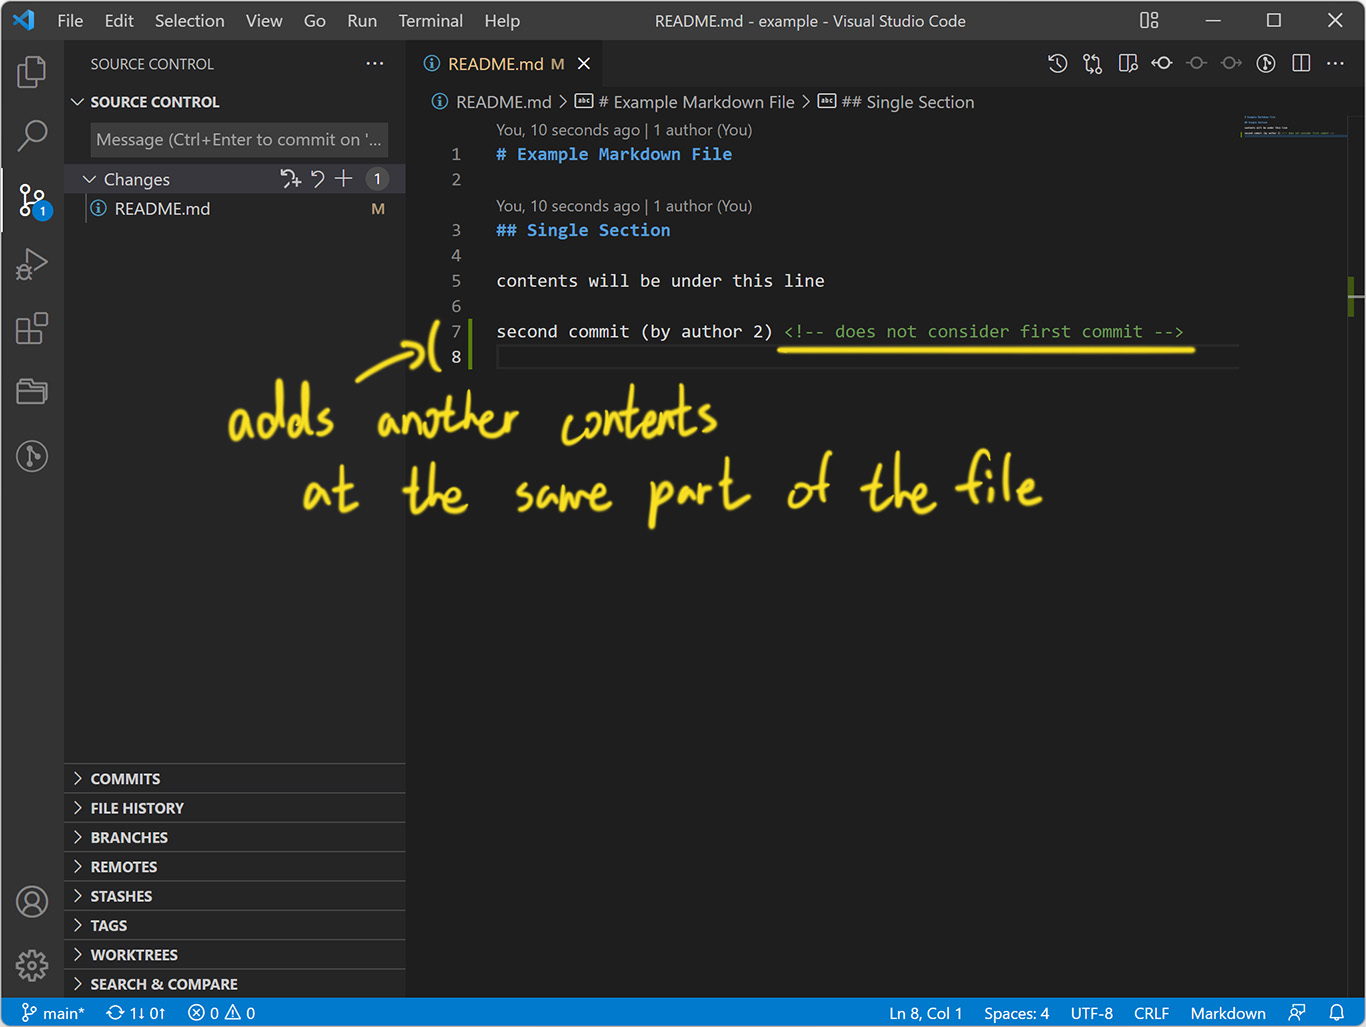 File Edit Selection View Go Run Terminal Help README.md - example - Visual Studio Code
SOURCE CONTROL
README.md M
SOURCE CONTROL
Message (Ctrl+Enter to commit on '...
Changes 1
README.md M
README.md > # Example Markdown File > ## Single Section
You, 10 seconds ago | 1 author (You)
1 # Example Markdown File
2
You, 10 seconds ago | 1 author (You)
3 ## Single Section
4
5 contents will be under this line
6
7 second commit (by author 2) <!-- does not consider first commit -->
8
adds another contents
at the same part of the file
COMMITS
FILE HISTORY
BRANCHES
REMOTES
STASHES
TAGS
WORKTREES
SEARCH & COMPARE
1
main* 1↓ 0↑ 0 0 Ln 8, Col 1 Spaces: 4 UTF-8 CRLF Markdown